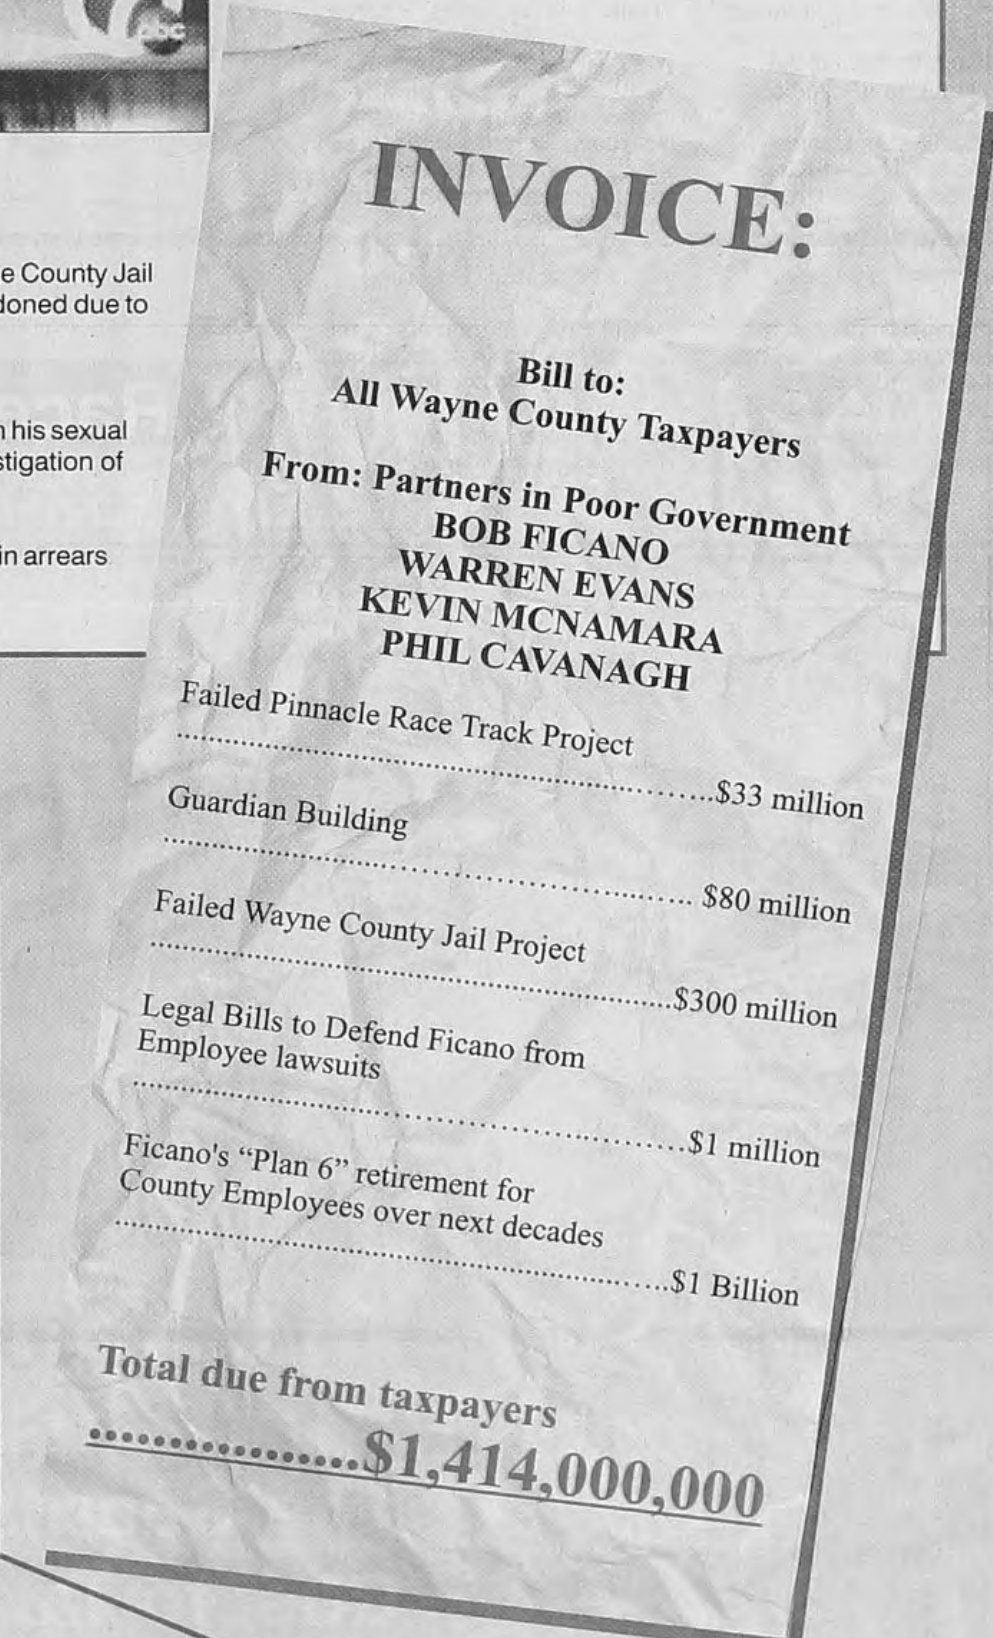 abc
e County Jail
doned due to
n his sexual
stigation of
in arrears
INVOICE:
Bill to:
All Wayne County Taxpayers
From: Partners in Poor Government
BOB FICANO
WARREN EVANS
KEVIN MCNAMARA
PHIL CAVANAGH
Failed Pinnacle Race Track Project
........................................................................$33 million
Guardian Building
........................................................................ $80 million
Failed Wayne County Jail Project
........................................................................$300 million
Legal Bills to Defend Ficano from
Employee lawsuits
........................................................................$1 million
Ficano's “Plan 6” retirement for
County Employees over next decades
........................................................................$1 Billion
Total due from taxpayers
.................$1,414,000,000